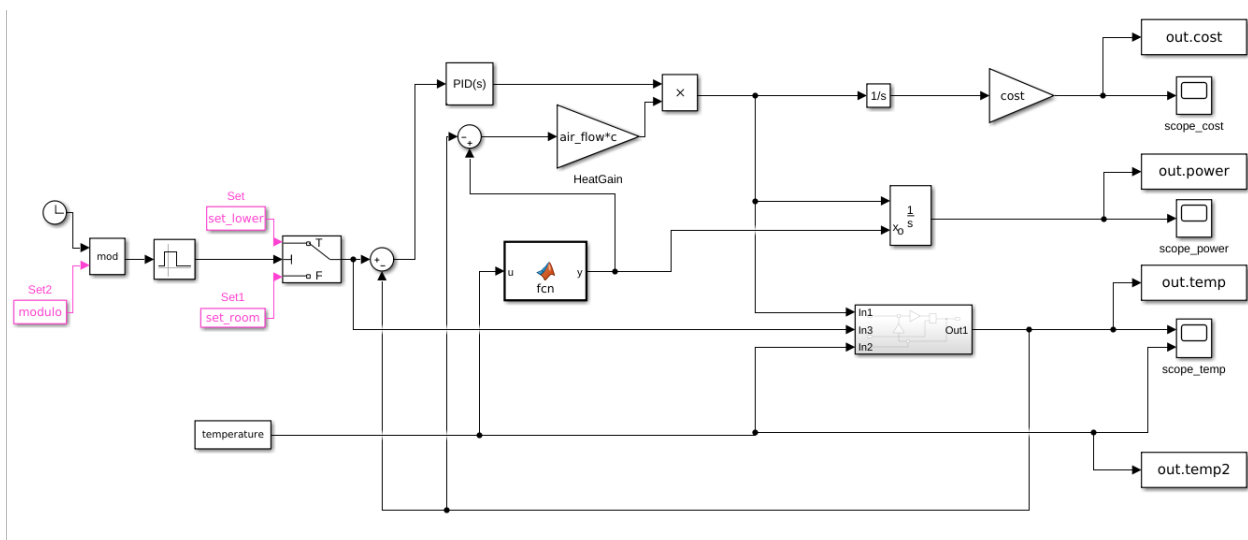 out.cost
PID(s)
×
1/s
cost
scope_cost
−
+
air_flow*c
HeatGain
out.power
Set
set_lower
1
s
xo
scope_power
mod
T
F
+
−
u
fcn
y
out.temp
Set2
modulo
Set1
set_room
In1
In3
In2
Out1
scope_temp
temperature
out.temp2